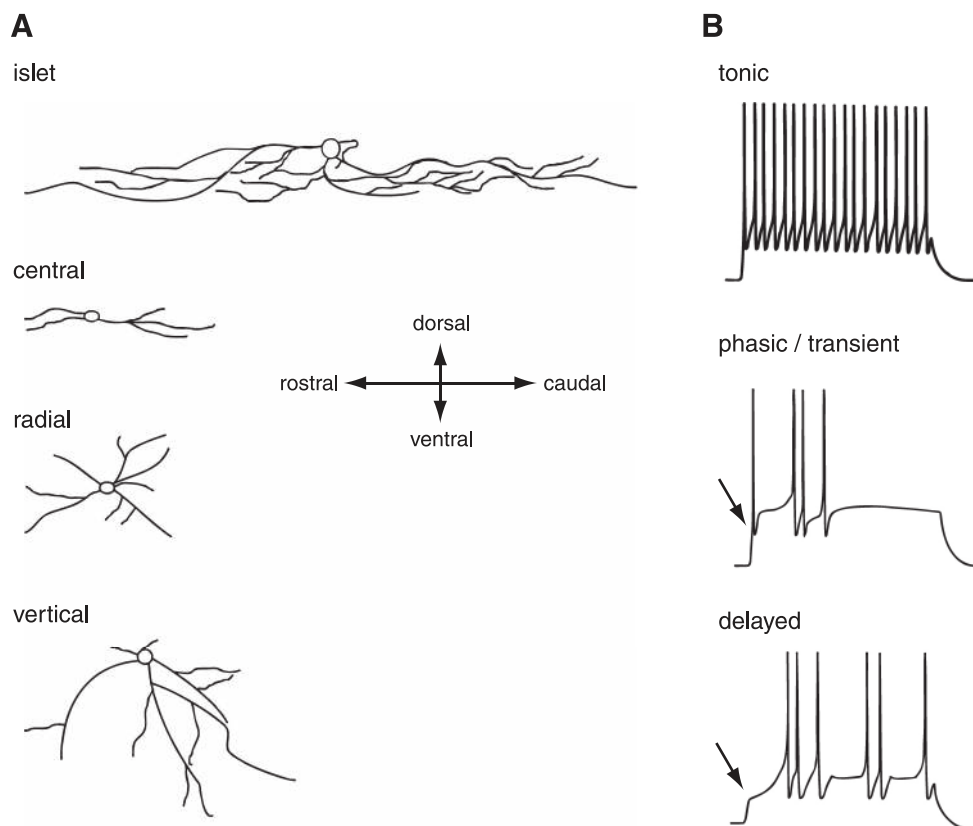 A
islet
central
dorsal
rostral
caudal
ventral
radial
vertical
B
tonic
phasic / transient
delayed